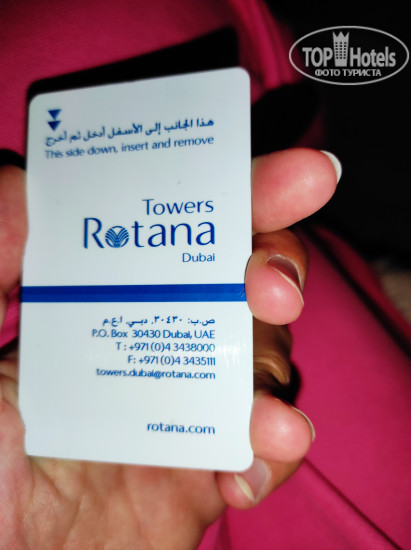 TOP Hotels
ФОТО ТУРИСТА
هذا الجانب إلى الأسفل أدخل ثم أخرج
This side down, insert and remove
Towers
Rotana
Dubai
ص.ب: ٣٠٤٣٠, دبي, ا.ع.م
P.O. Box 30430 Dubai, UAE
T : +971 (0)4 3438000
F: +971 (0)4 3435111
towers.dubai@rotana.com
rotana.com